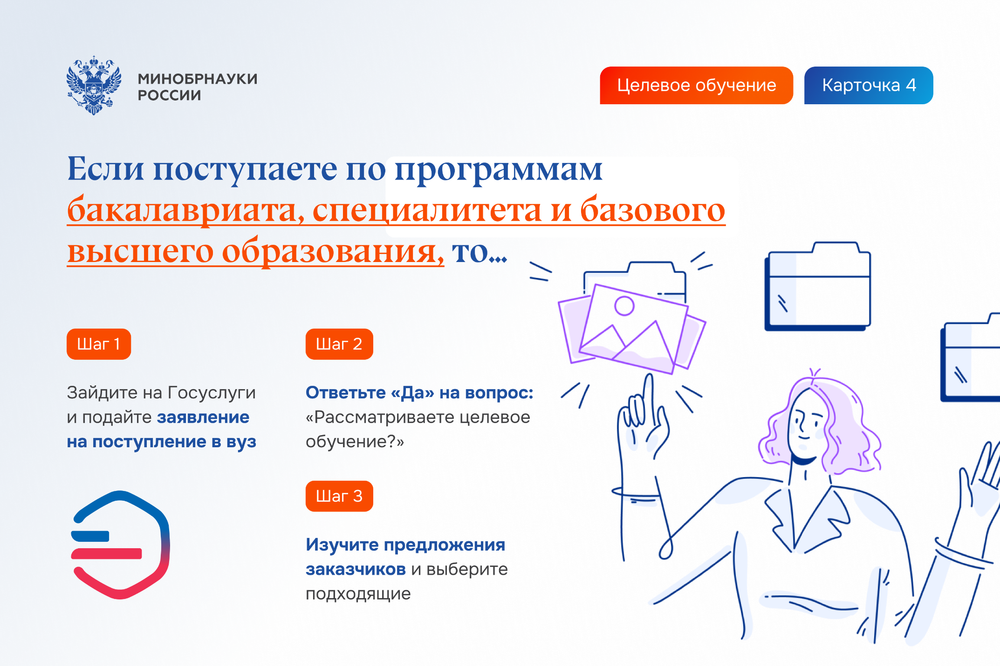 МИНОБРНАУКИ
РОССИИ
Целевое обучение
Карточка 4
Если поступаете по программам
бакалавриата, специалитета и базового
высшего образования, то...
Шаг 1
Зайдите на Госуслуги
и подайте заявление
на поступление в вуз
Шаг 2
Ответьте «Да» на вопрос:
«Рассматриваете целевое
обучение?»
Шаг 3
Изучите предложения
заказчиков и выберите
подходящие